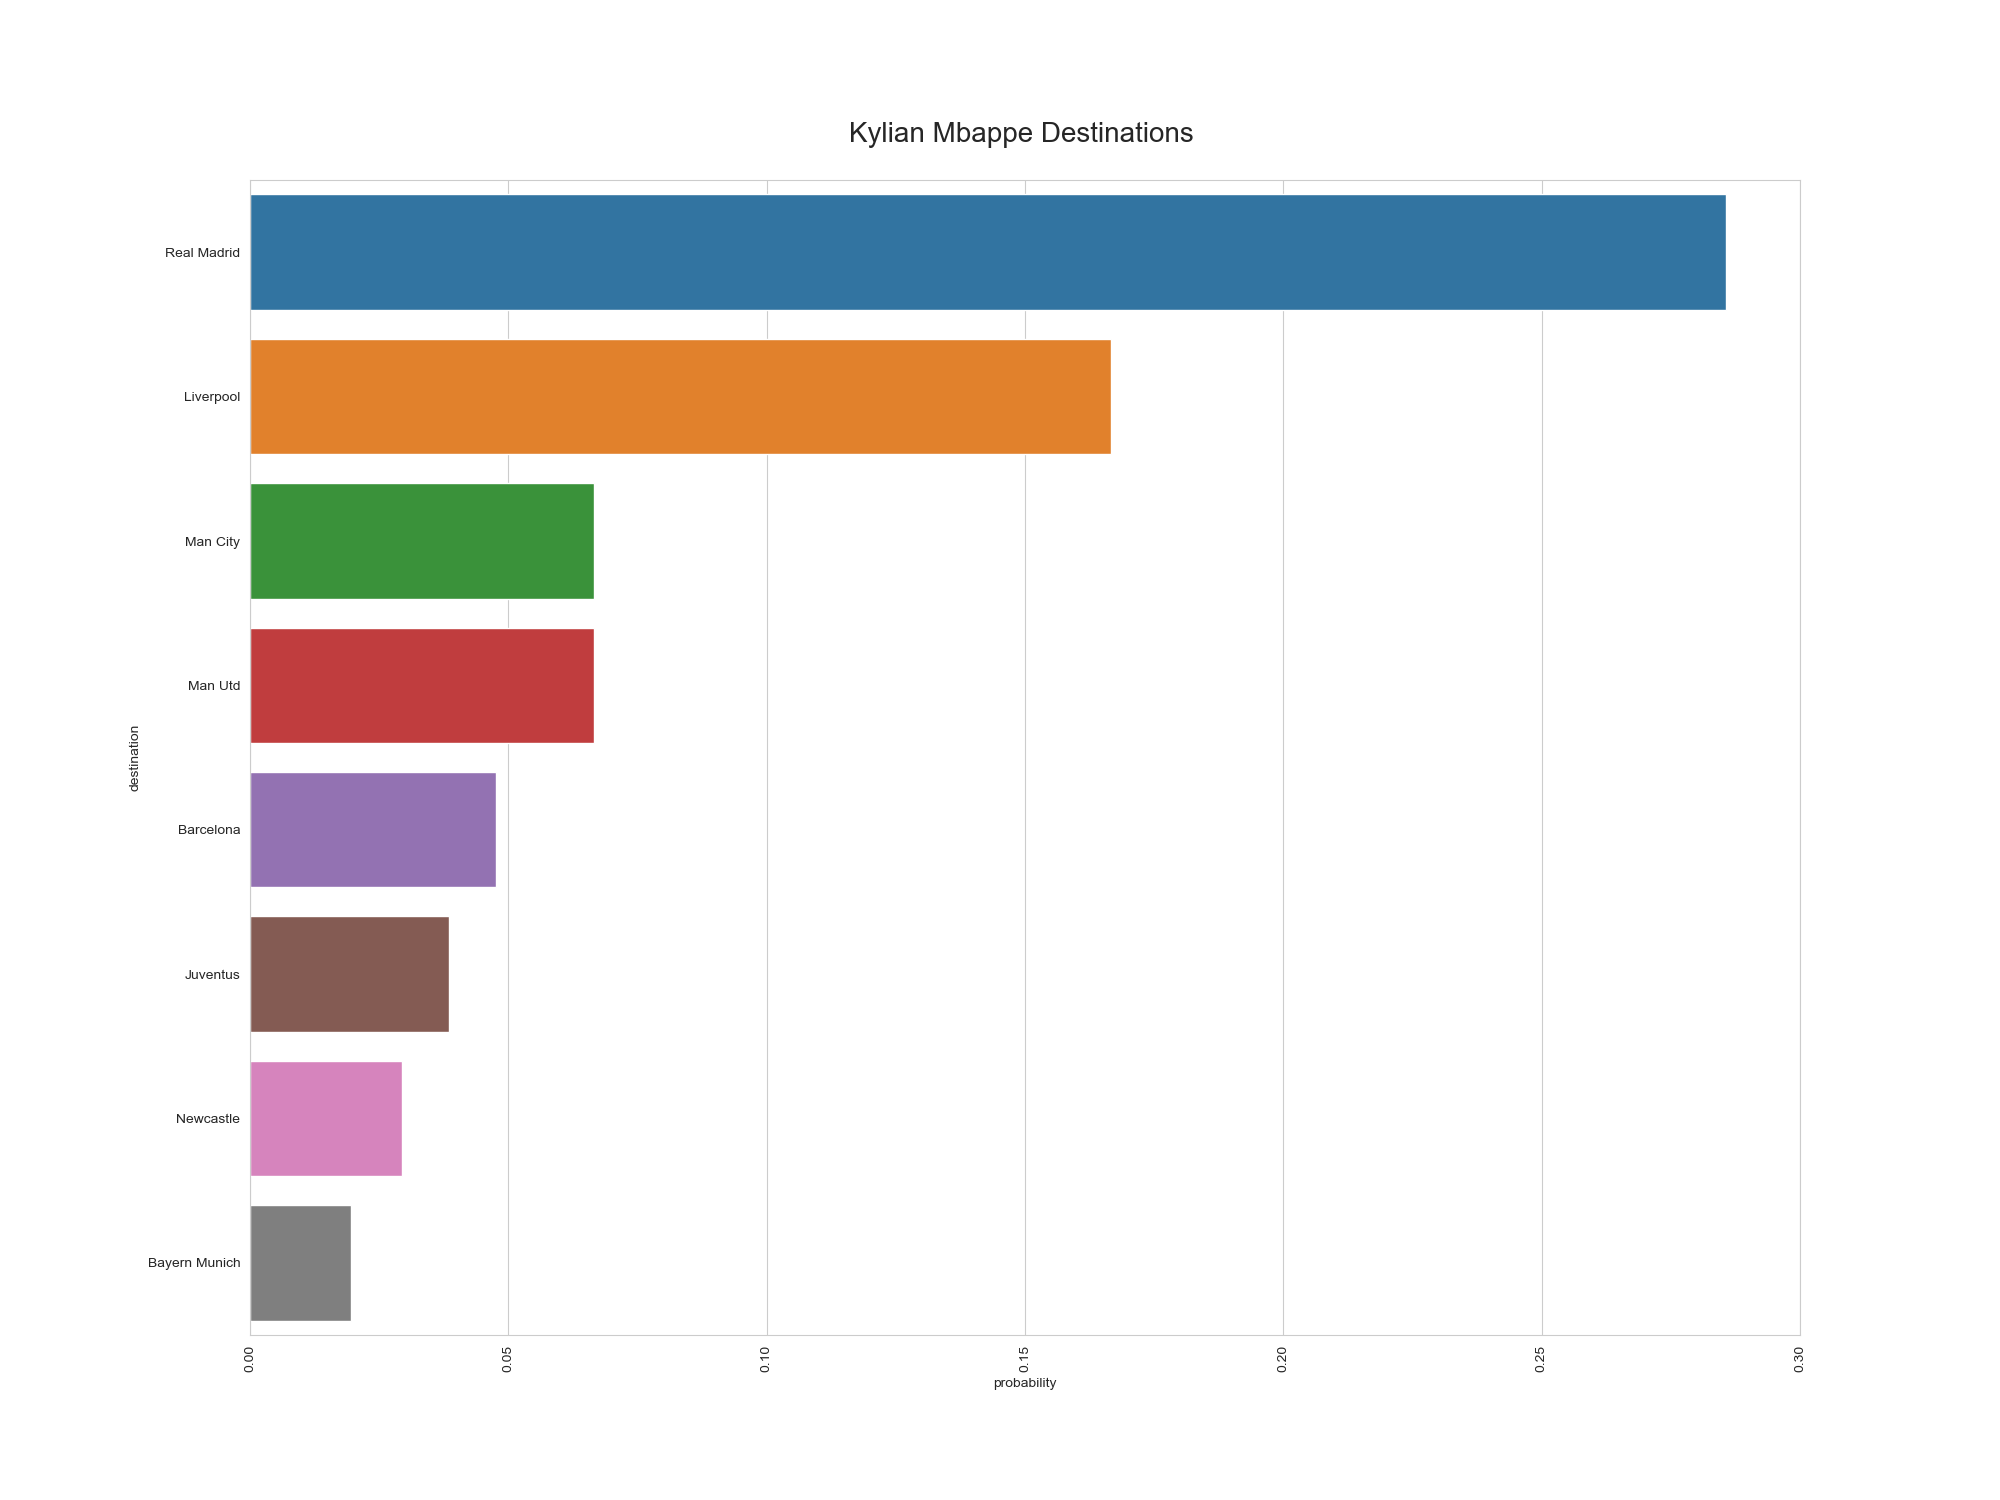 Kylian Mbappe Destinations
Real Madrid
Liverpool
Man City
Man Utd
destination
Barcelona
Juventus
Newcastle
Bayern Munich
0.00
0.05
0.10
0.15
0.20
0.25
0.30
probability